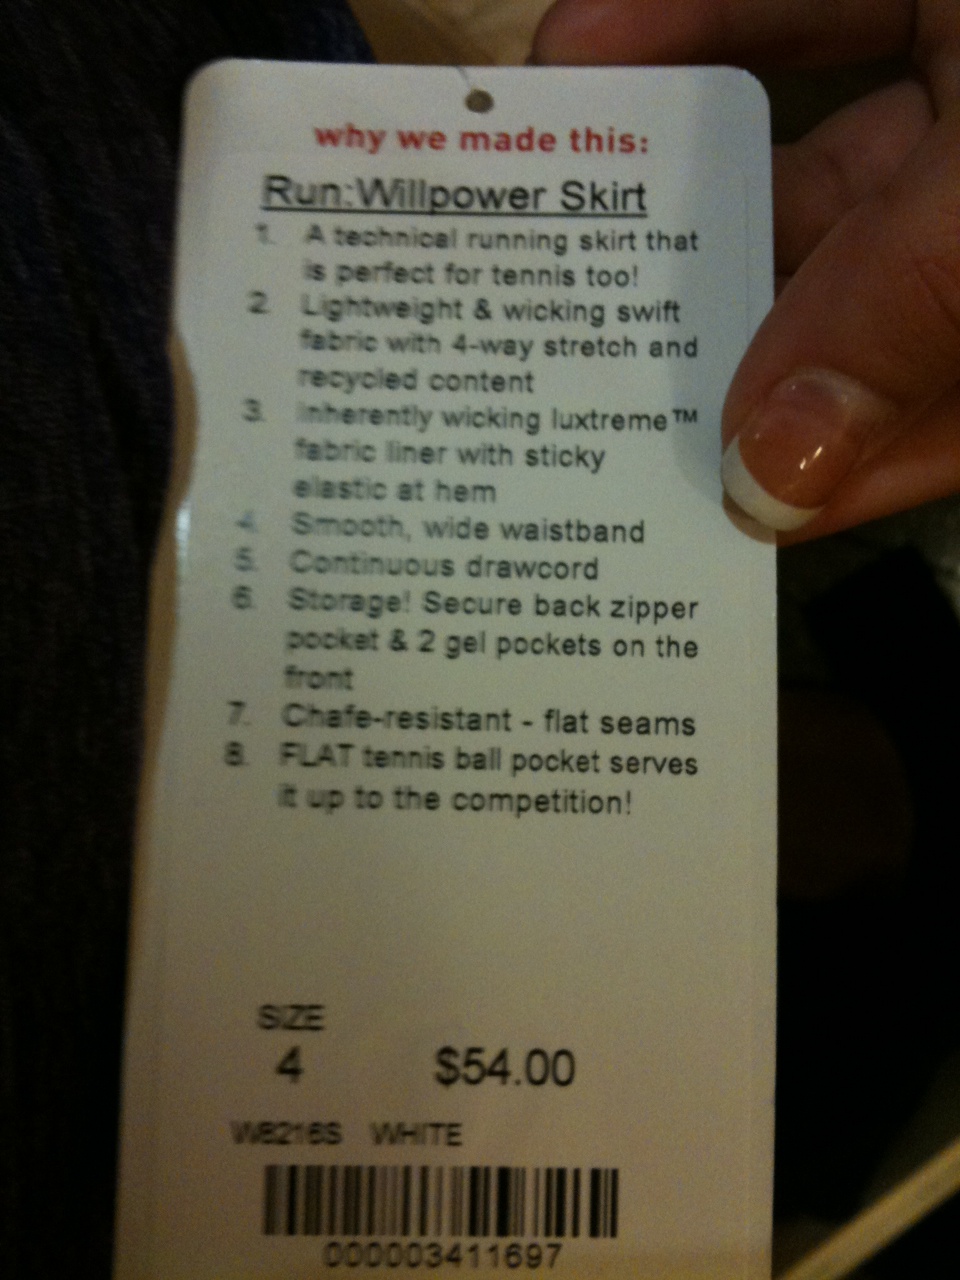 why we made this:
Run:Willpower Skirt
1. A technical running skirt that
is perfect for tennis too!
2. Lightweight & wicking swift
fabric with 4-way stretch and
recycled content
3. Inherently wicking luxtreme™
fabric liner with sticky
elastic at hem
4. Smooth, wide waistband
5. Continuous drawcord
6. Storage! Secure back zipper
pocket & 2 gel pockets on the
front
7. Chafe-resistant - flat seams
8. FLAT tennis ball pocket serves
it up to the competition!
SIZE
4 $54.00
W8216S WHITE
000003411697